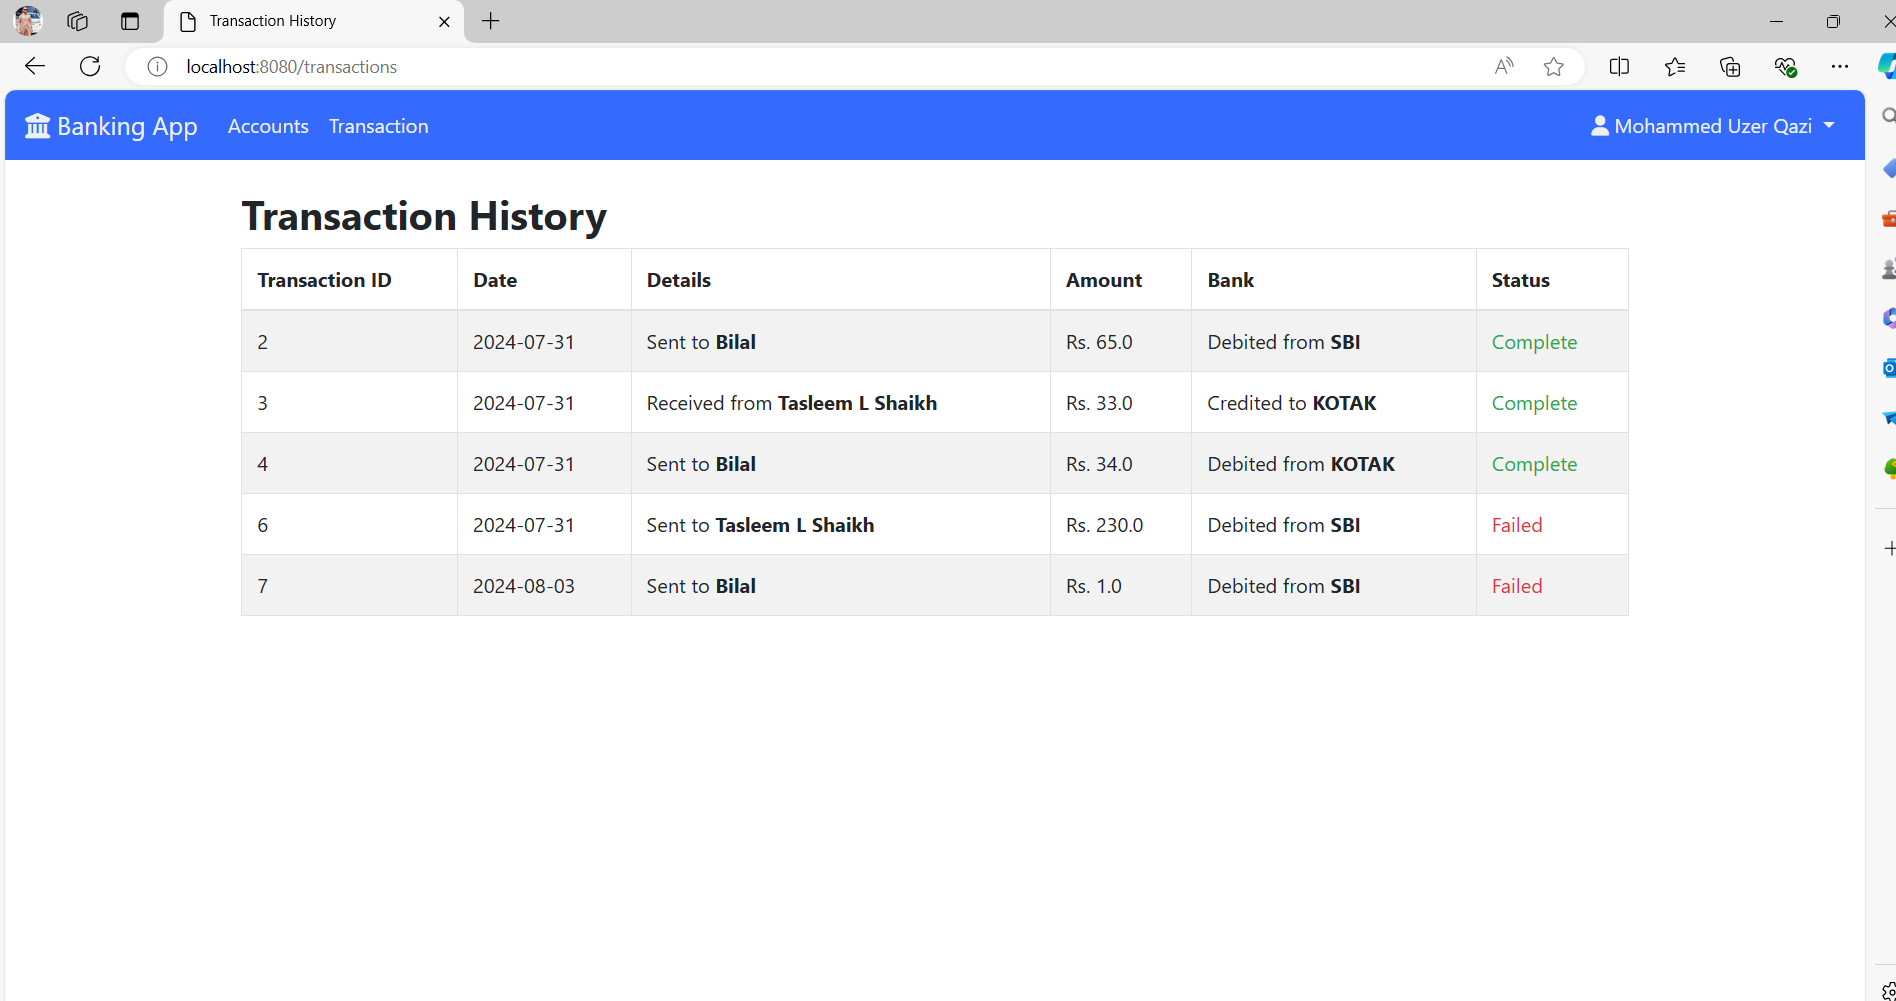 Transaction History
localhost:8080/transactions
Banking App Accounts Transaction Mohammed Uzer Qazi
Transaction History
Transaction ID Date Details Amount Bank Status
2 2024-07-31 Sent to Bilal Rs. 65.0 Debited from SBI Complete
3 2024-07-31 Received from Tasleem L Shaikh Rs. 33.0 Credited to KOTAK Complete
4 2024-07-31 Sent to Bilal Rs. 34.0 Debited from KOTAK Complete
6 2024-07-31 Sent to Tasleem L Shaikh Rs. 230.0 Debited from SBI Failed
7 2024-08-03 Sent to Bilal Rs. 1.0 Debited from SBI Failed